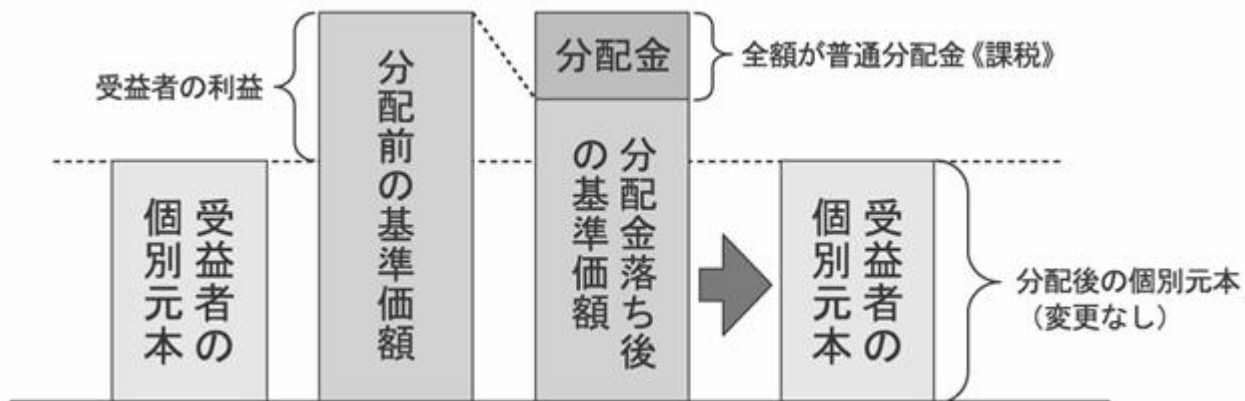 受益者の利益
受益者の
個別元本
分配前の基準価額
分配金
全額が普通分配金《課税》
分配金落ち後
の基準価額
受益者の
個別元本
分配後の個別元本
（変更なし）